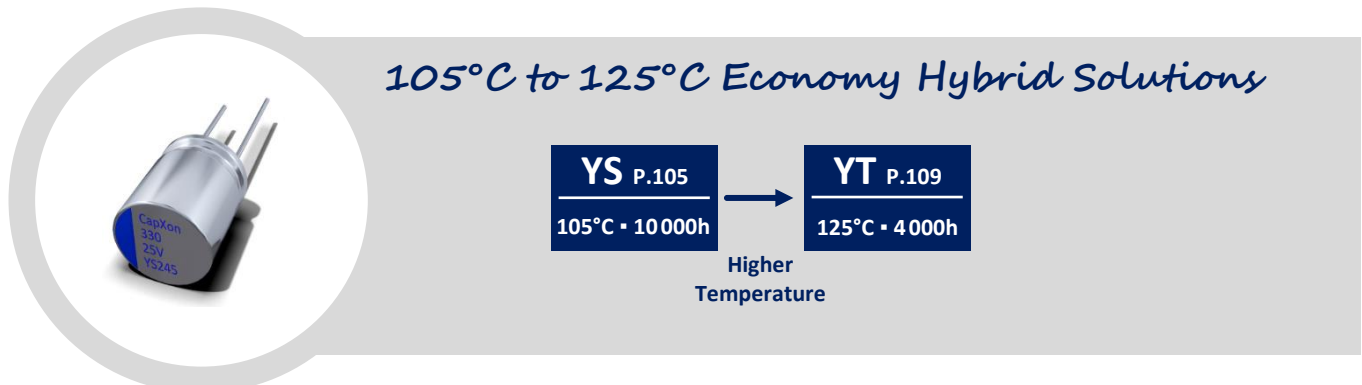 105°C to 125°C Economy Hybrid Solutions
YS P.105
105°C ▪ 10 000h
YT P.109
125°C ▪ 4 000h
Higher
Temperature
CapXon
330
25V
YS245